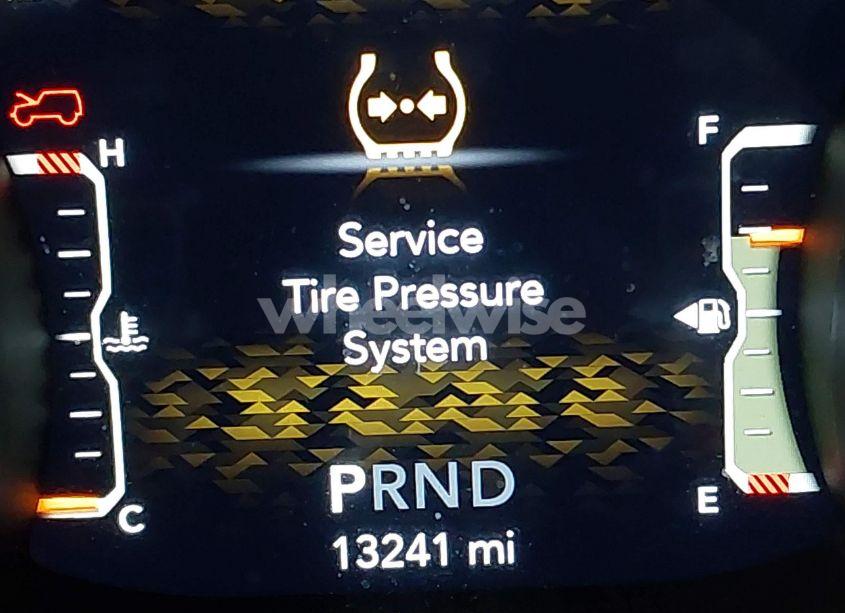 H
F
Service
Tire Pressure
wheelwise
System
E
C
PRND
13241 mi